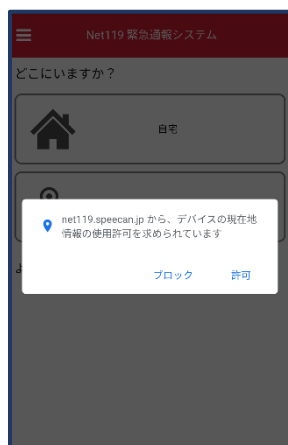 Net119 緊急通報システム
どこにいますか？
自宅
net119.speecan.jp から、デバイスの現在地
情報の使用許可を求められています
ブロック
許可
よ